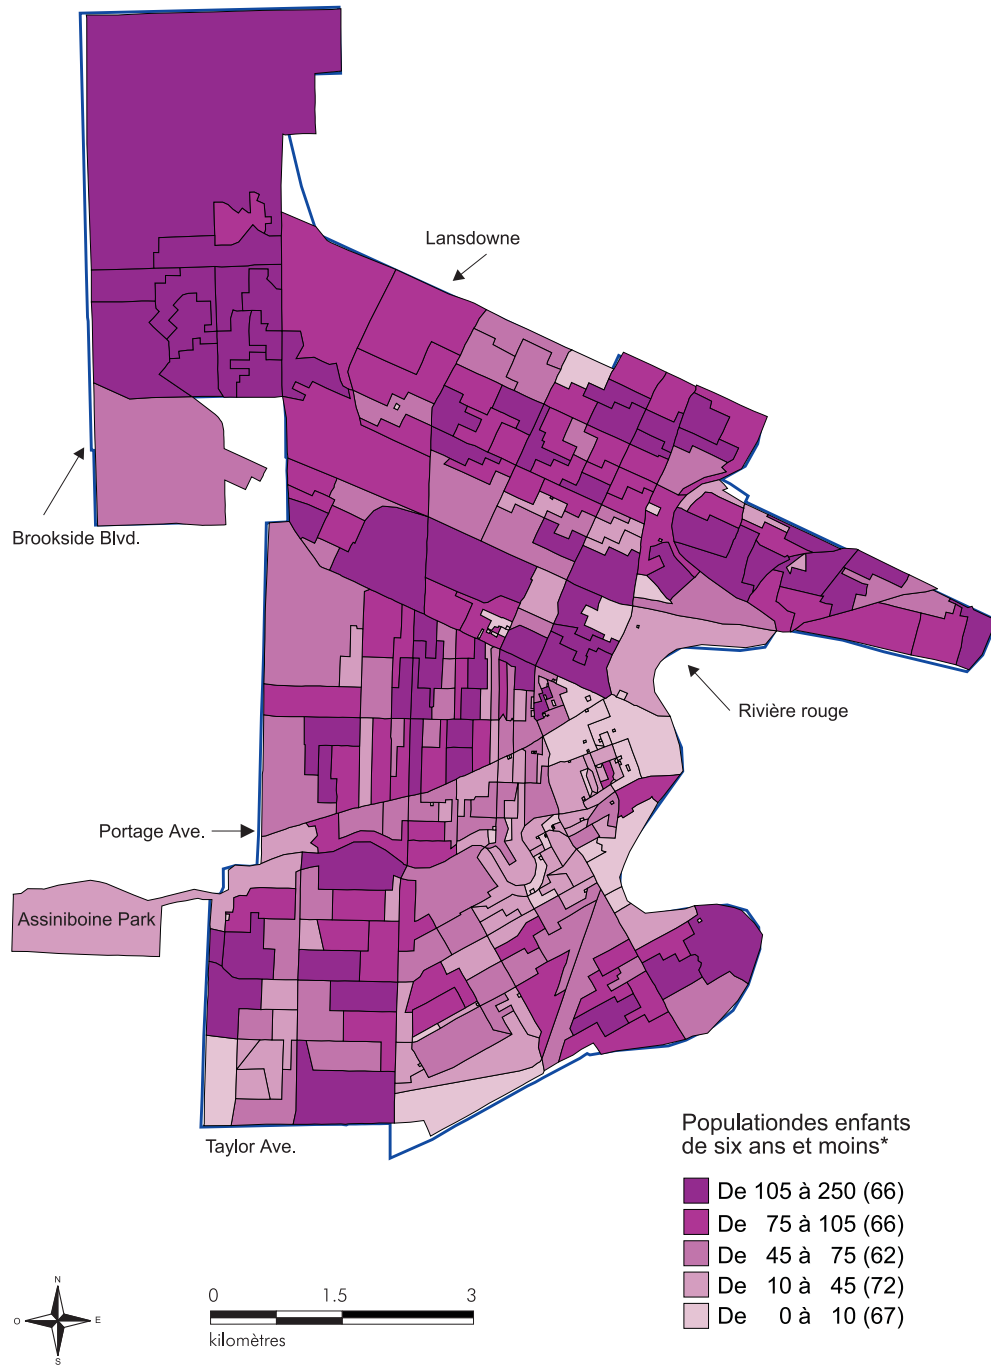 Lansdowne
Brookside Blvd.
Rivière rouge
Portage Ave.
Assiniboine Park
Taylor Ave.
Populationdes enfants
de six ans et moins*
De 105 à 250 (66)
De 75 à 105 (66)
De 45 à 75 (62)
De 10 à 45 (72)
De 0 à 10 (67)
N
O E
S
0 1.5 3
kilomètres